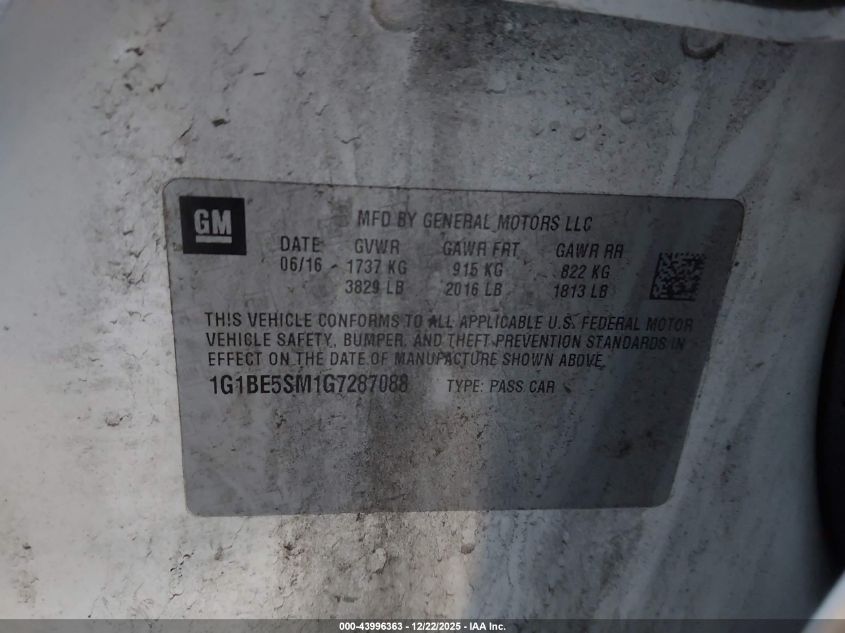 GM
MFD BY GENERAL MOTORS LLC
DATE GVWR GAWR FRT GAWR RR
06/16 1737 KG 915 KG 822 KG
3829 LB 2016 LB 1813 LB
THIS VEHICLE CONFORMS TO ALL APPLICABLE U.S. FEDERAL MOTOR
VEHICLE SAFETY, BUMPER, AND THEFT PREVENTION STANDARDS IN
EFFECT ON THE DATE OF MANUFACTURE SHOWN ABOVE.
1G1BE5SM1G7287088 TYPE: PASS CAR
000-43996363 - 12/22/2025 - IAA Inc.